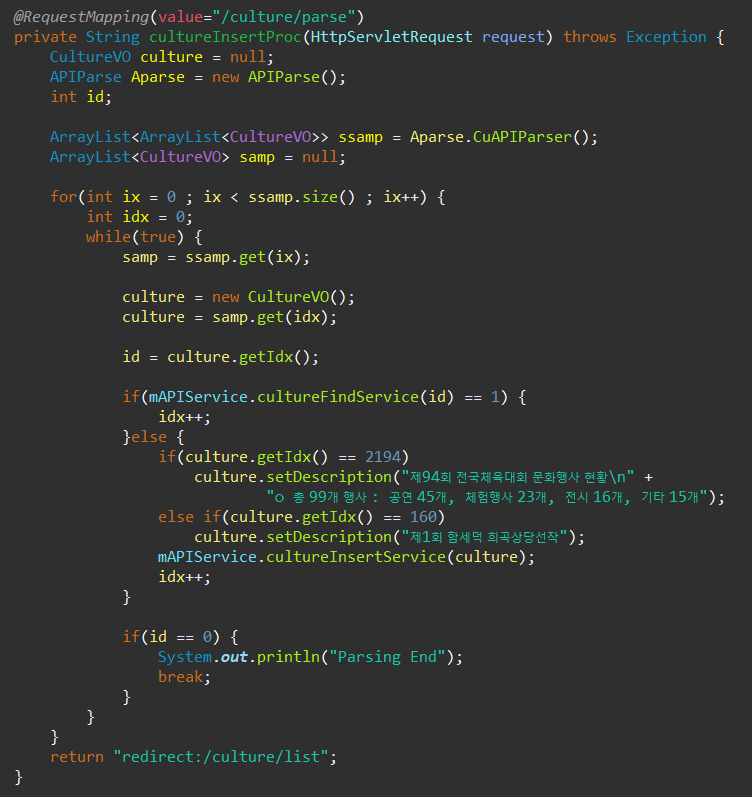 @RequestMapping(value="/culture/parse")
private String cultureInsertProc(HttpServletRequest request) throws Exception {
    CultureVO culture = null;
    APIParse Aparse = new APIParse();
    int id;

    ArrayList<ArrayList<CultureVO>> ssamp = Aparse.CuAPIParser();
    ArrayList<CultureVO> samp = null;

    for(int ix = 0 ; ix < ssamp.size() ; ix++) {
        int idx = 0;
        while(true) {
            samp = ssamp.get(ix);

            culture = new CultureVO();
            culture = samp.get(idx);

            id = culture.getIdx();

            if(mAPIService.cultureFindService(id) == 1) {
                idx++;
            }else {
                if(culture.getIdx() == 2194)
                    culture.setDescription("제94회 전국체육대회 문화행사 현황\n" +
                            "o 총 99개 행사 : 공연 45개, 체험행사 23개, 전시 16개, 기타 15개");
                else if(culture.getIdx() == 160)
                    culture.setDescription("제1회 함세덕 희곡상당선작");
                mAPIService.cultureInsertService(culture);
                idx++;
            }

            if(id == 0) {
                System.out.println("Parsing End");
                break;
            }
        }
    }
    return "redirect:/culture/list";
}